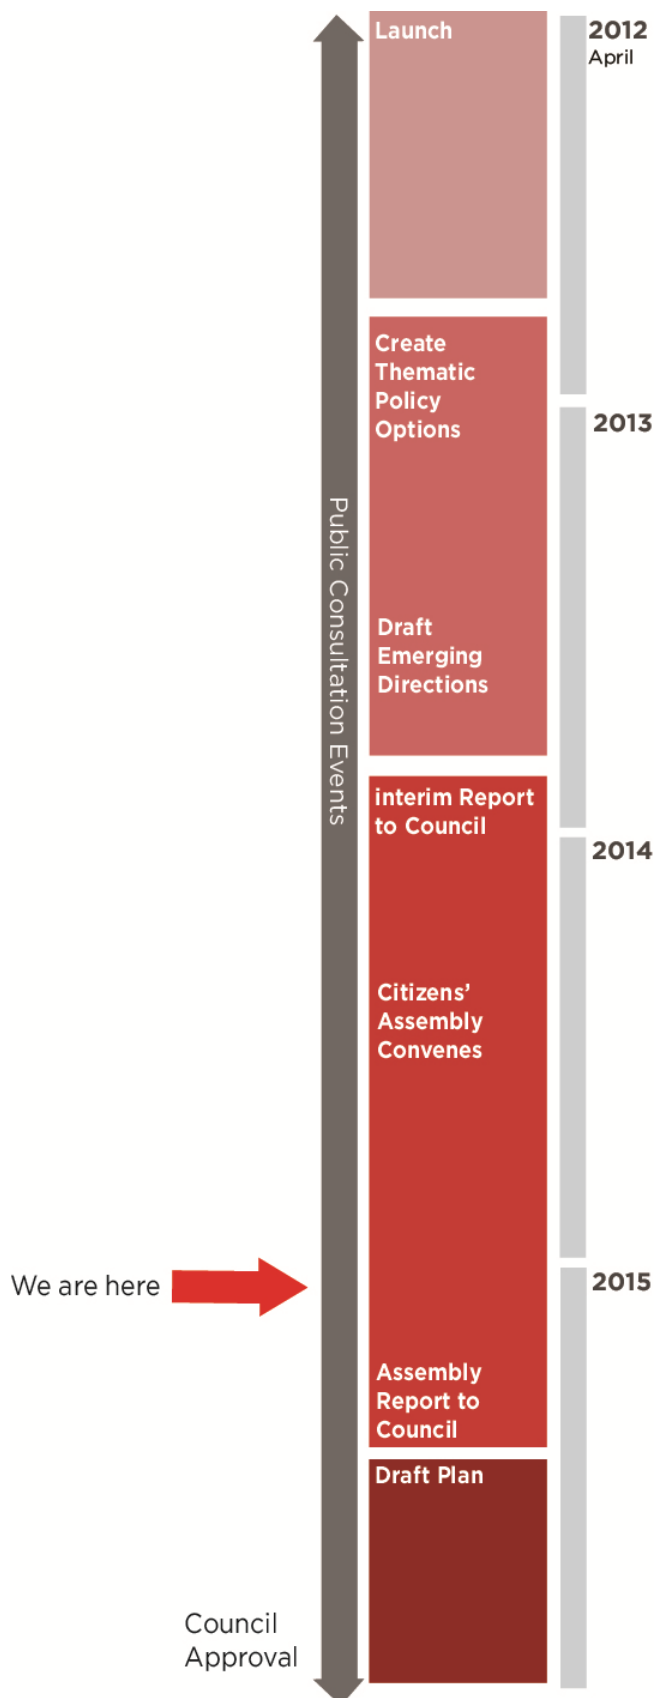 Launch
2012
April
Create
Thematic
Policy
Options
2013
Public Consultation Events
Draft
Emerging
Directions
interim Report
to Council
2014
Citizens’
Assembly
Convenes
We are here
2015
Assembly
Report to
Council
Draft Plan
Council
Approval